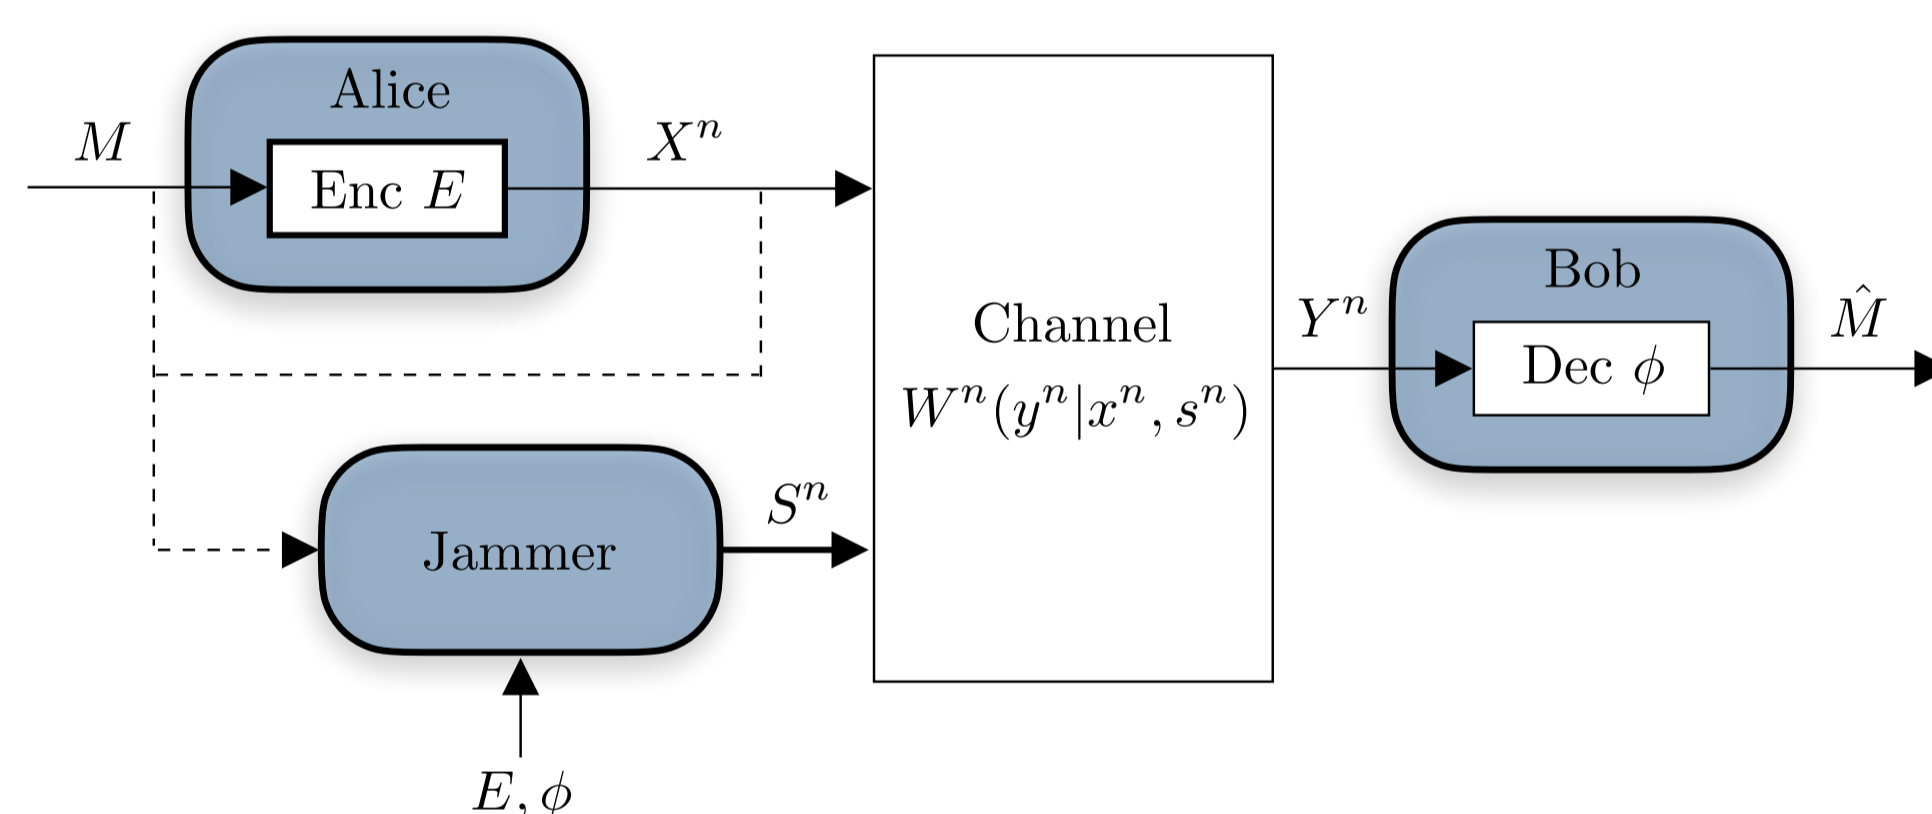 Alice
M
Enc E
X^n
Channel
W^n(y^n|x^n, s^n)
Bob
Y^n
Dec ϕ
M̂
Jammer
S^n
E, ϕ